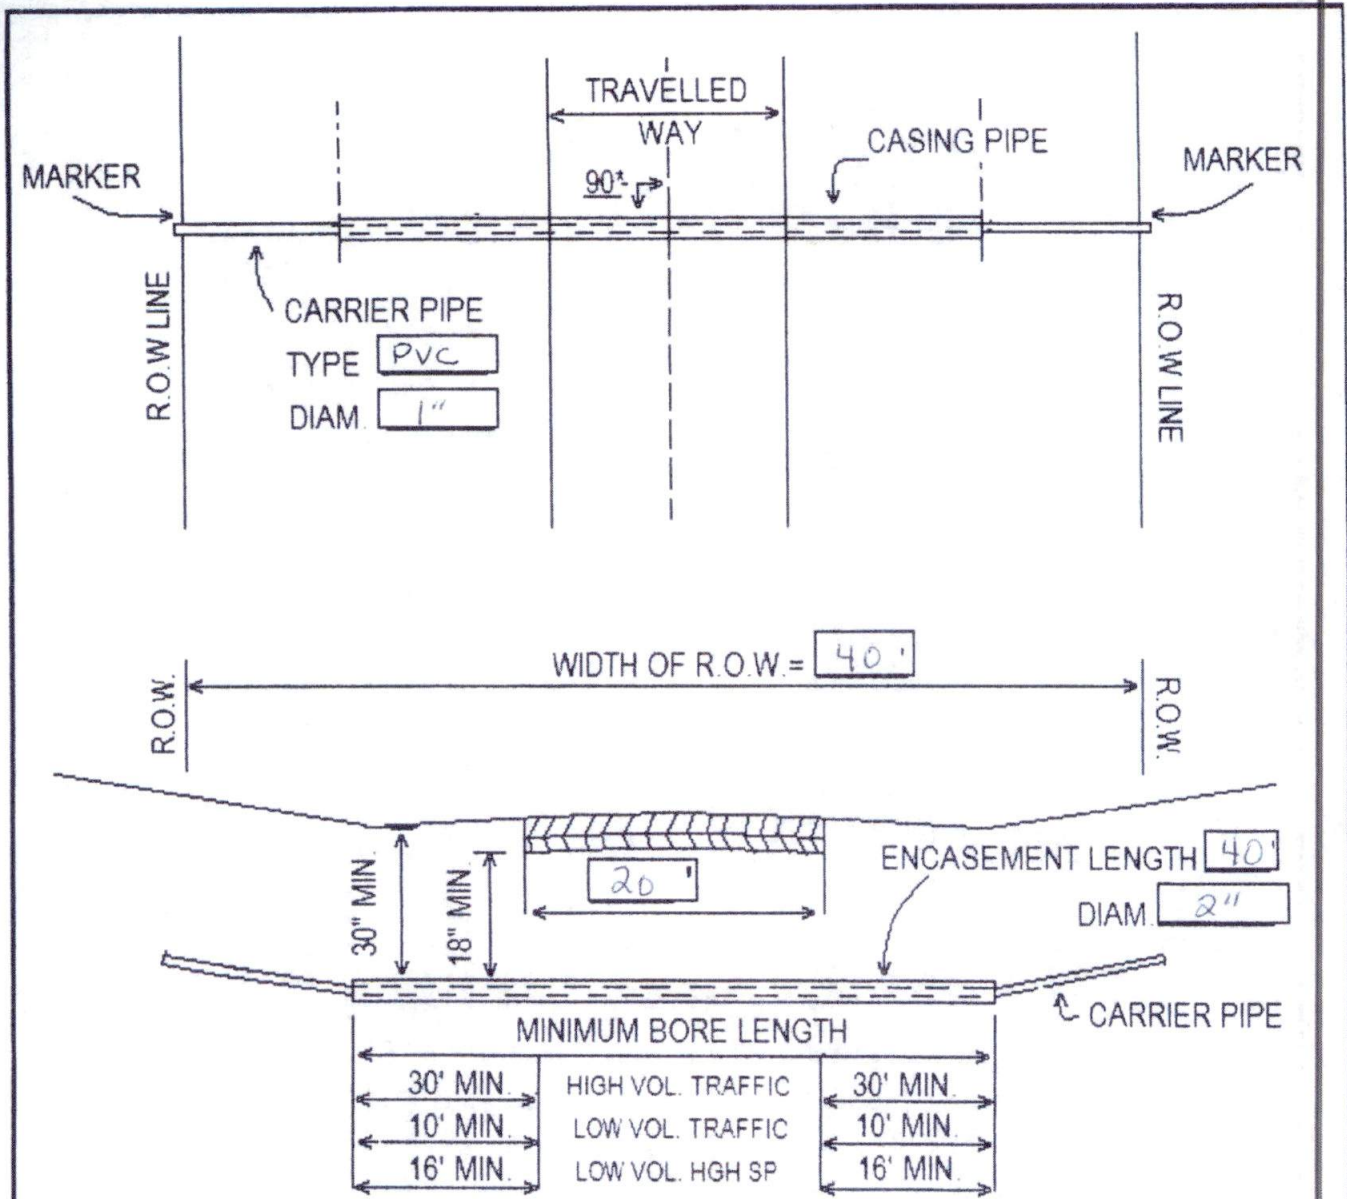 TRAVELLED
WAY
CASING PIPE
MARKER
MARKER
90°
CARRIER PIPE
TYPE PVC
DIAM. 1"
R.O.W LINE
R.O.W LINE
WIDTH OF R.O.W. = 40 '
R.O.W.
R.O.W.
30" MIN.
18" MIN.
20 '
ENCASEMENT LENGTH 40'
DIAM. 2"
CARRIER PIPE
MINIMUM BORE LENGTH
30' MIN. HIGH VOL. TRAFFIC 30' MIN.
10' MIN. LOW VOL. TRAFFIC 10' MIN.
16' MIN. LOW VOL. HGH SP 16' MIN.